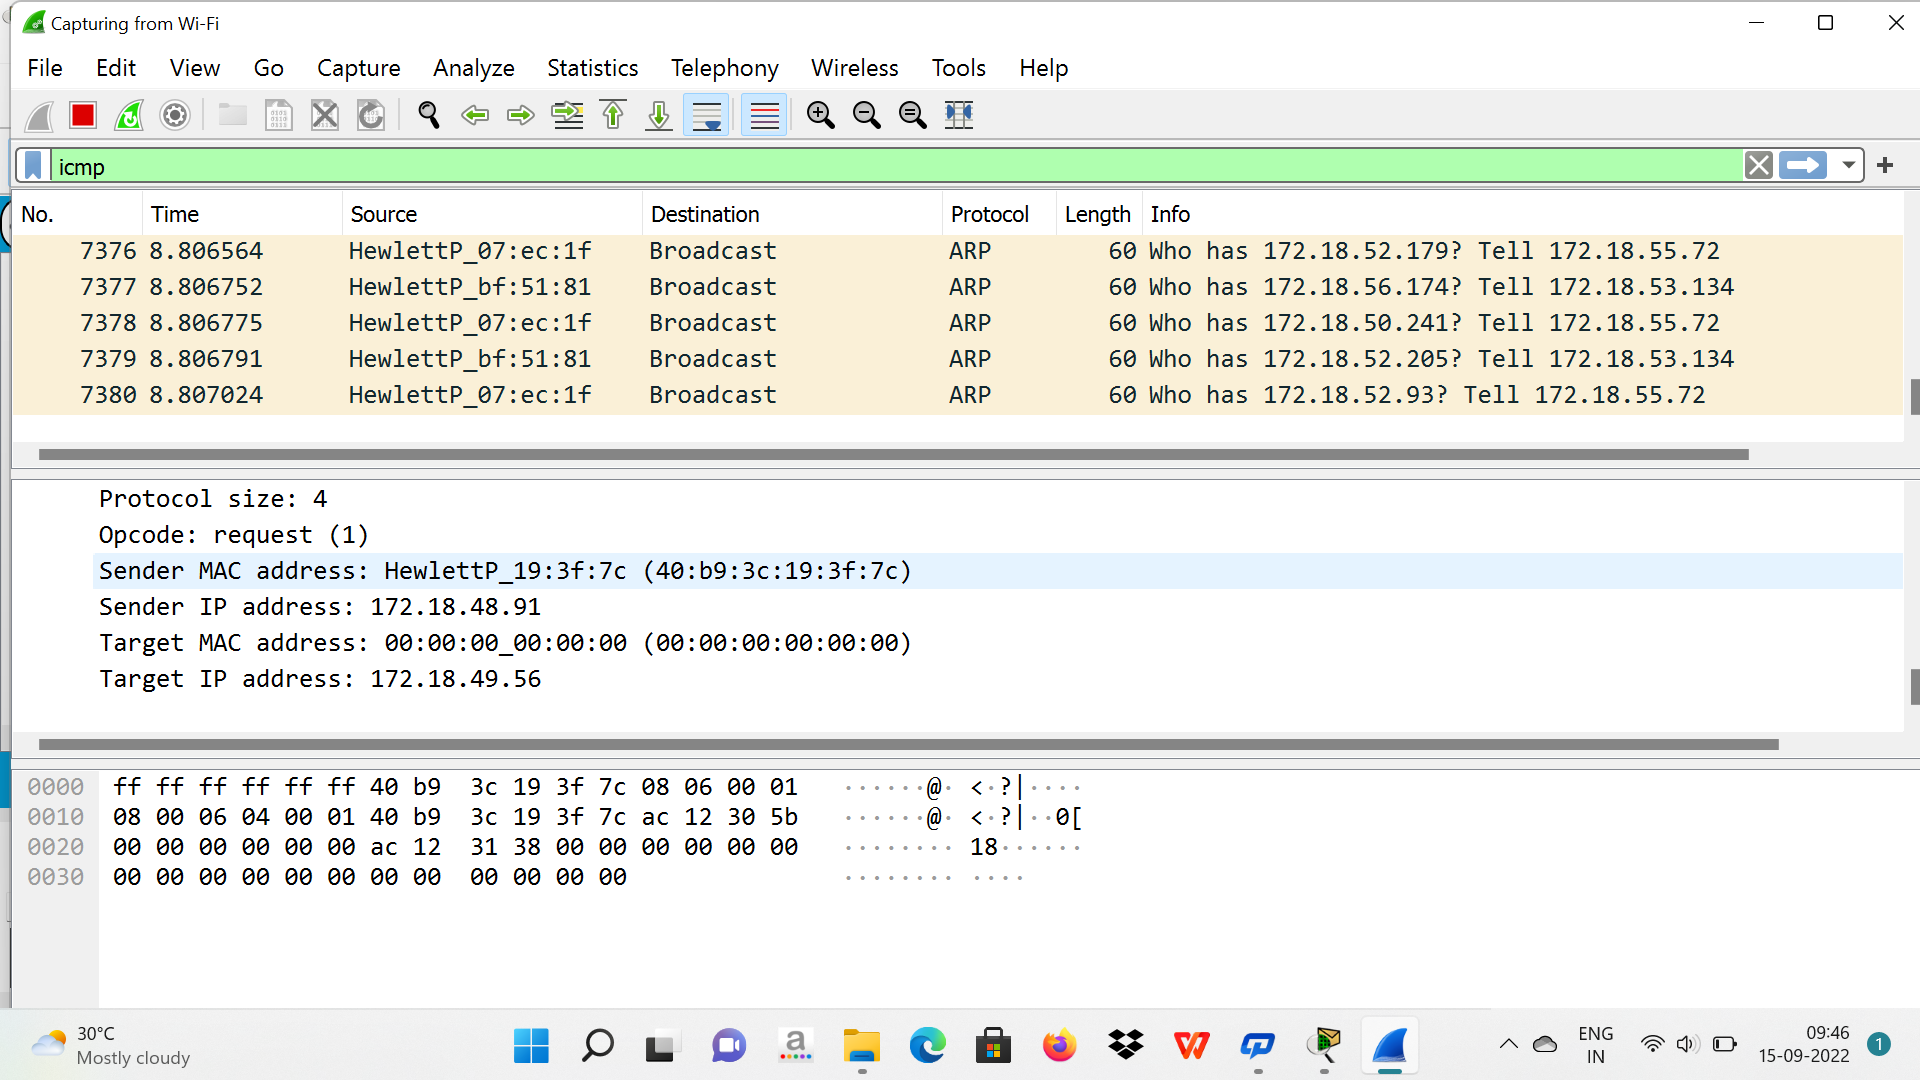 Capturing from Wi-Fi
File Edit View Go Capture Analyze Statistics Telephony Wireless Tools Help
icmp
No. Time Source Destination Protocol Length Info
7376 8.806564 HewlettP_07:ec:1f Broadcast ARP 60 Who has 172.18.52.179? Tell 172.18.55.72
7377 8.806752 HewlettP_bf:51:81 Broadcast ARP 60 Who has 172.18.56.174? Tell 172.18.53.134
7378 8.806775 HewlettP_07:ec:1f Broadcast ARP 60 Who has 172.18.50.241? Tell 172.18.55.72
7379 8.806791 HewlettP_bf:51:81 Broadcast ARP 60 Who has 172.18.52.205? Tell 172.18.53.134
7380 8.807024 HewlettP_07:ec:1f Broadcast ARP 60 Who has 172.18.52.93? Tell 172.18.55.72
Protocol size: 4
Opcode: request (1)
Sender MAC address: HewlettP_19:3f:7c (40:b9:3c:19:3f:7c)
Sender IP address: 172.18.48.91
Target MAC address: 00:00:00_00:00:00 (00:00:00:00:00:00)
Target IP address: 172.18.49.56
0000 ff ff ff ff ff ff 40 b9 3c 19 3f 7c 08 06 00 01 ······@· <·?|····
0010 08 00 06 04 00 01 40 b9 3c 19 3f 7c ac 12 30 5b ······@· <·?|··0[
0020 00 00 00 00 00 00 ac 12 31 38 00 00 00 00 00 00 ········ 18······
0030 00 00 00 00 00 00 00 00 00 00 00 00 ········ ····
30°C
Mostly cloudy
a
ENG
IN
09:46
15-09-2022
1